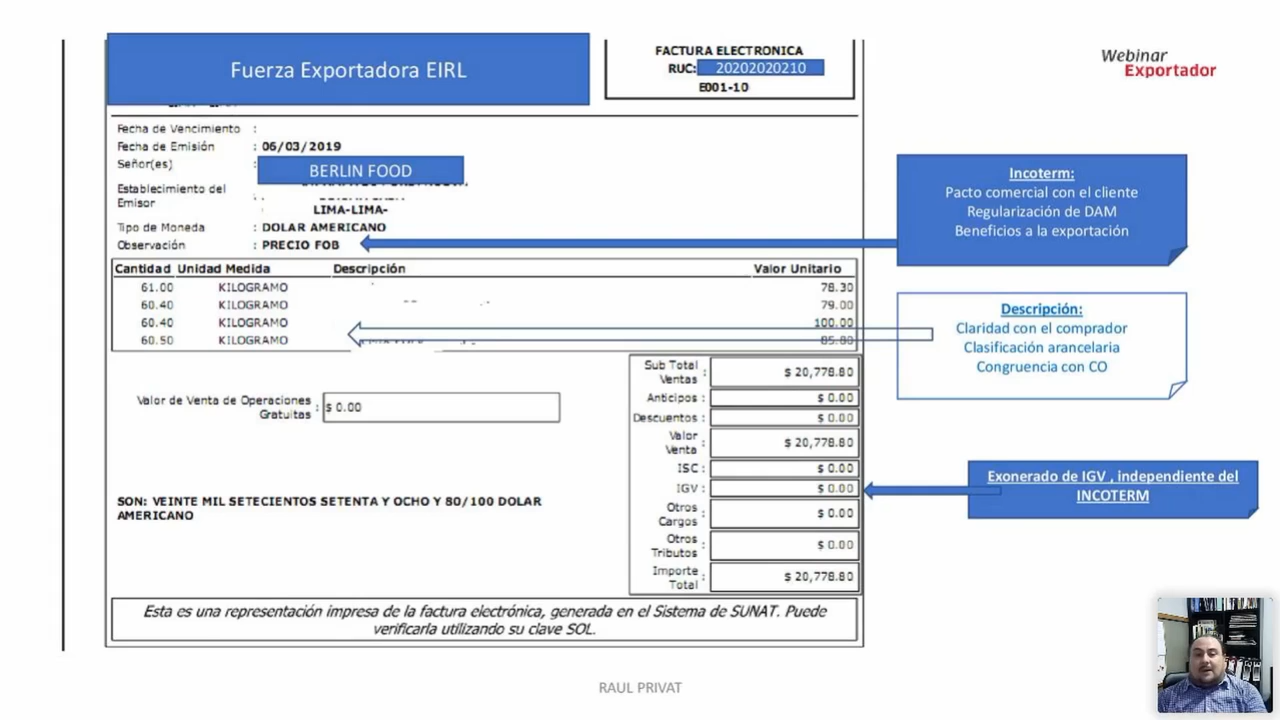 Fuerza Exportadora EIRL
FACTURA ELECTRONICA
RUC: 20202020210
E001-10
Webinar
Exportador
Fecha de Vencimiento :
Fecha de Emisión : 06/03/2019
Señor(es) :
BERLIN FOOD
Establecimiento del
Emisor :
LIMA-LIMA-
Tipo de Moneda : DOLAR AMERICANO
Observación : PRECIO FOB
Incoterm:
Pacto comercial con el cliente
Regularización de DAM
Beneficios a la exportación
Cantidad Unidad Medida Descripción Valor Unitario
61.00 KILOGRAMO 78.30
60.40 KILOGRAMO 79.00
60.40 KILOGRAMO 100.00
60.50 KILOGRAMO 85.80
Descripción:
Claridad con el comprador
Clasificación arancelaria
Congruencia con CO
Sub Total
Ventas : $ 20,778.80
Anticipos : $ 0.00
Descuentos : $ 0.00
Valor
Venta : $ 20,778.80
ISC : $ 0.00
IGV : $ 0.00
Otros
Cargos : $ 0.00
Otros
Tributos : $ 0.00
Importe
Total : $ 20,778.80
Valor de Venta de Operaciones
Gratuitas : $ 0.00
SON: VEINTE MIL SETECIENTOS SETENTA Y OCHO Y 80/100 DOLAR
AMERICANO
Exonerado de IGV , independiente del
INCOTERM
Esta es una representación impresa de la factura electrónica, generada en el Sistema de SUNAT. Puede
verificarla utilizando su clave SOL.
RAUL PRIVAT